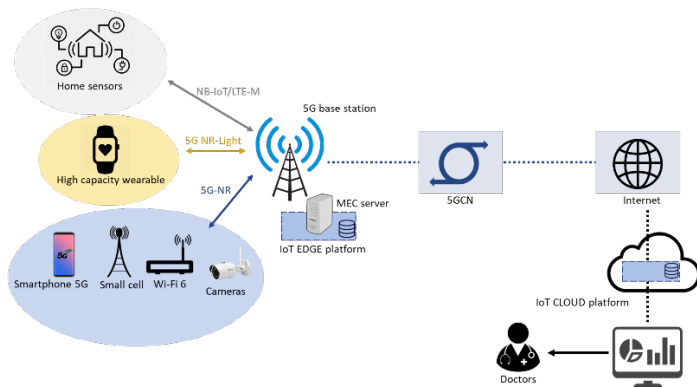 Home sensors
NB-IoT/LTE-M
5G base station
5G NR-Light
High capacity wearable
5G-NR
MEC server
IoT EDGE platform
5GCN
Internet
5G
Smartphone 5G
Small cell
Wi-Fi 6
Cameras
IoT CLOUD platform
Doctors